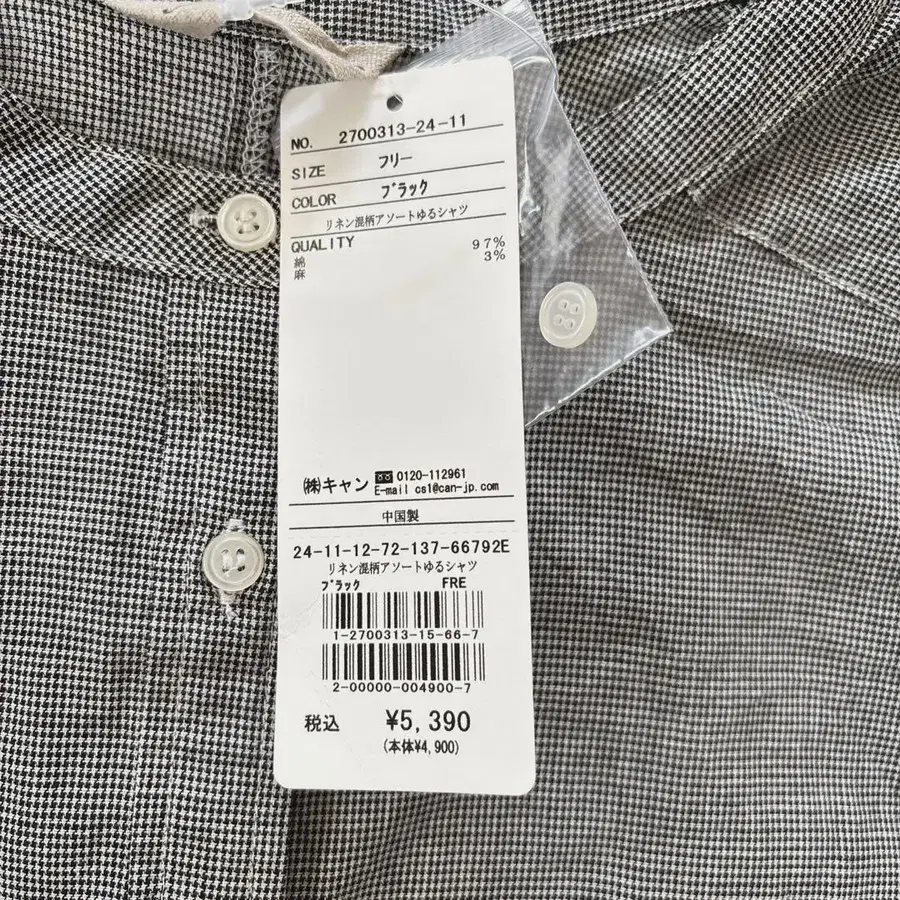 NO. 2700313-24-11
SIZE フリー
COLOR ブラック
リネン混柄アソートゆるシャツ
QUALITY
綿 97%
麻 3%
㈱キャン 0120-112961
E-mail cs1@can-jp.com
中国製
24-11-12-72-137-66792E
リネン混柄アソートゆるシャツ
ブラック FRE
1-2700313-15-66-7
2-00000-004900-7
税込 ¥5,390
(本体¥4,900)